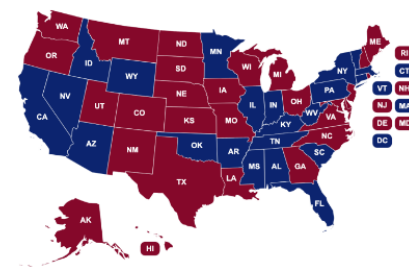 WA
ME
MT
ND
MN
OR
RI
ID
WI
SD
NY
CT
WY
MI
VT
NH
IA
PA
NE
NV
OH
NJ
MA
IL
IN
UT
CO
WV
CA
VA
DE
MD
KS
MO
KY
NC
DC
TN
OK
AZ
NM
AR
SC
MS
AL
GA
TX
LA
FL
AK
HI